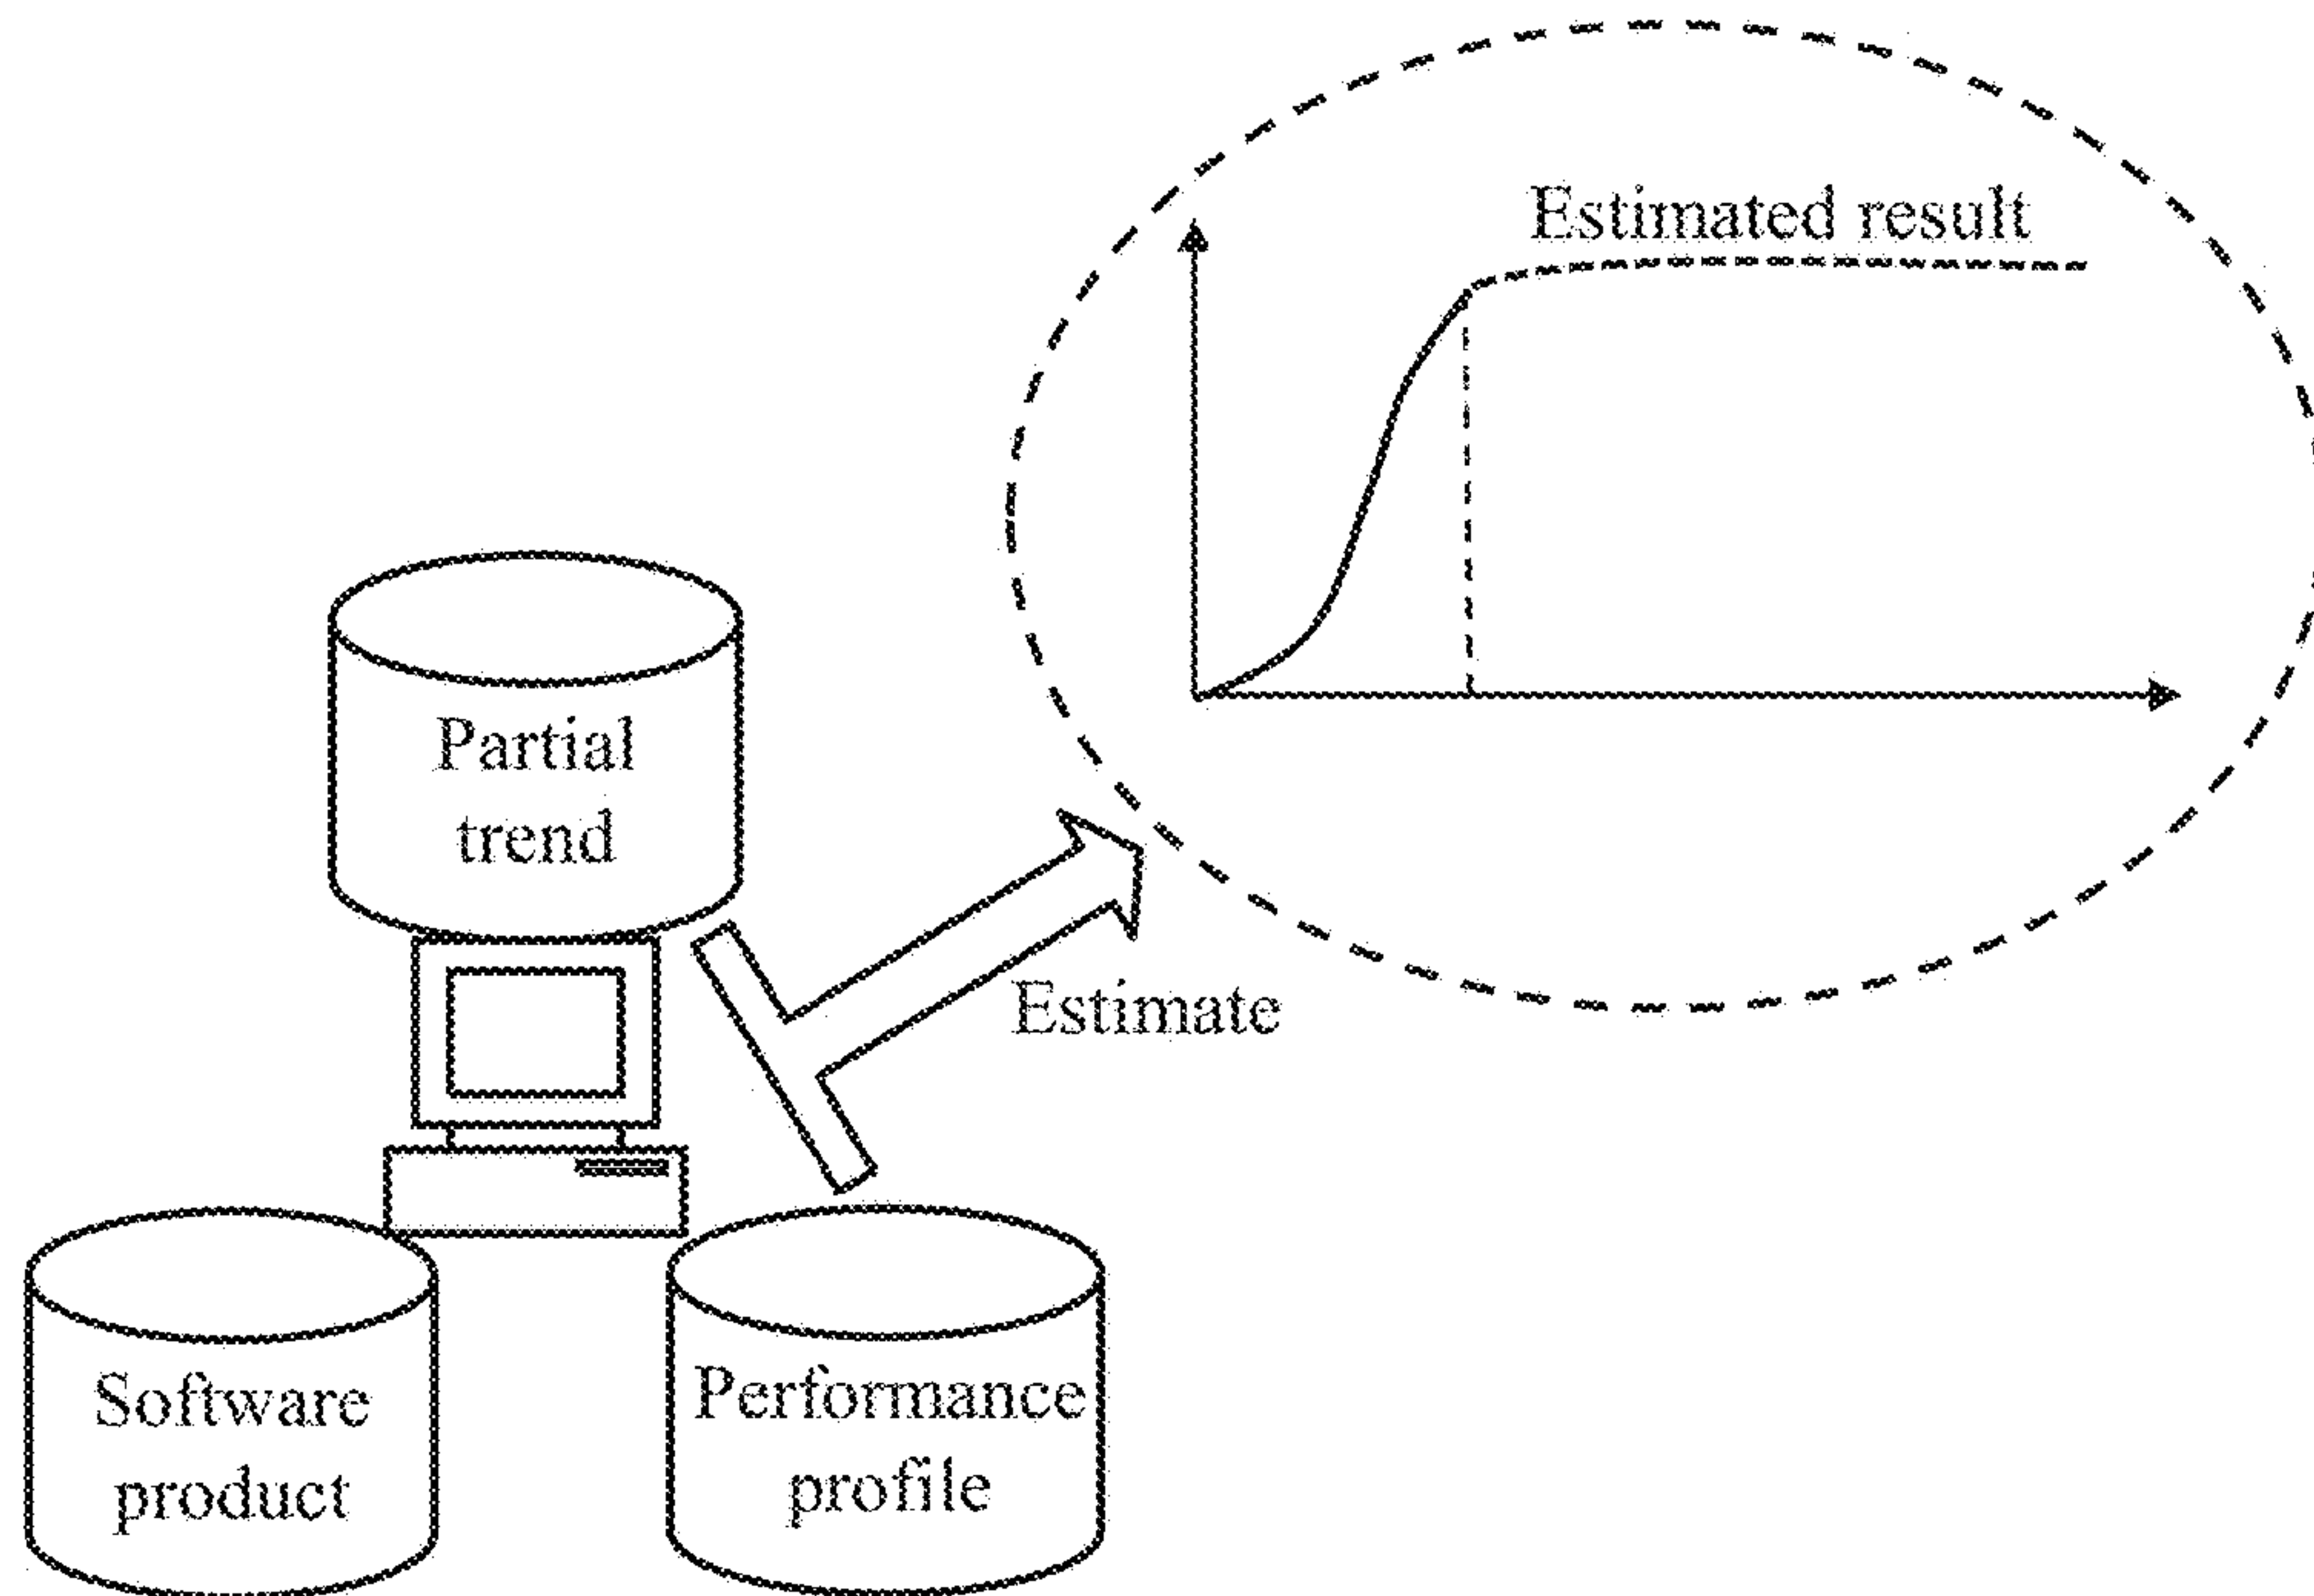 Estimated result
Partial
trend
Estimate
Software
product
Performance
profile